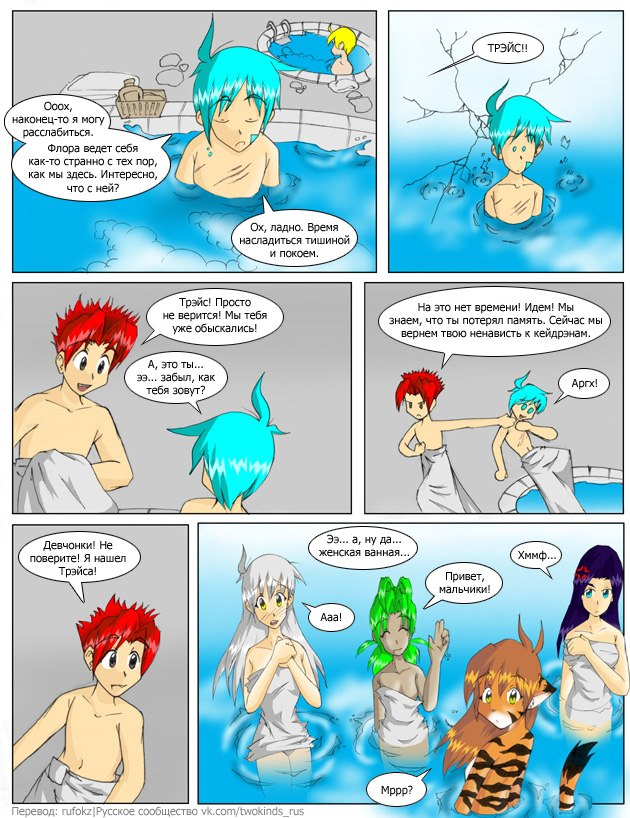 Ооох,
наконец-то я могу
расслабиться.
Флора ведет себя
как-то странно с тех пор,
как мы здесь. Интересно,
что с ней?
Ох, ладно. Время
насладиться тишиной
и покоем.
ТРЭЙС!!
Трэйс! Просто
не верится! Мы тебя
уже обыскались!
А, это ты...
ээ... забыл, как
тебя зовут?
На это нет времени! Идем! Мы
знаем, что ты потерял память. Сейчас мы
вернем твою ненависть к кейдрэнам.
Аргх!
Девчонки! Не
поверите! Я нашел
Трэйса!
Ээ... а, ну да...
женская ванная...
Ааа!
Привет,
мальчики!
Хммф...
Мррр?
Перевод: rufokz|Русское сообщество vk.com/twokinds_rus